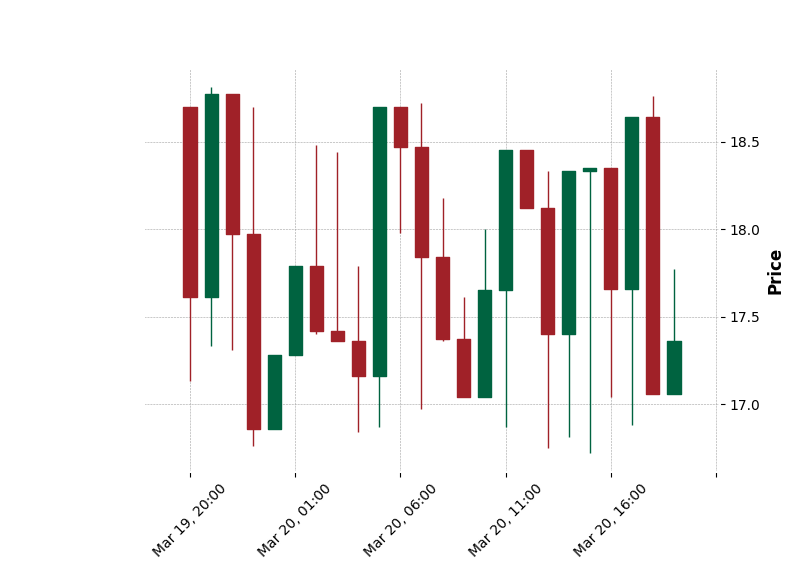 18.5
18.0
17.5
17.0
Price
Mar 19, 20:00
Mar 20, 01:00
Mar 20, 06:00
Mar 20, 11:00
Mar 20, 16:00